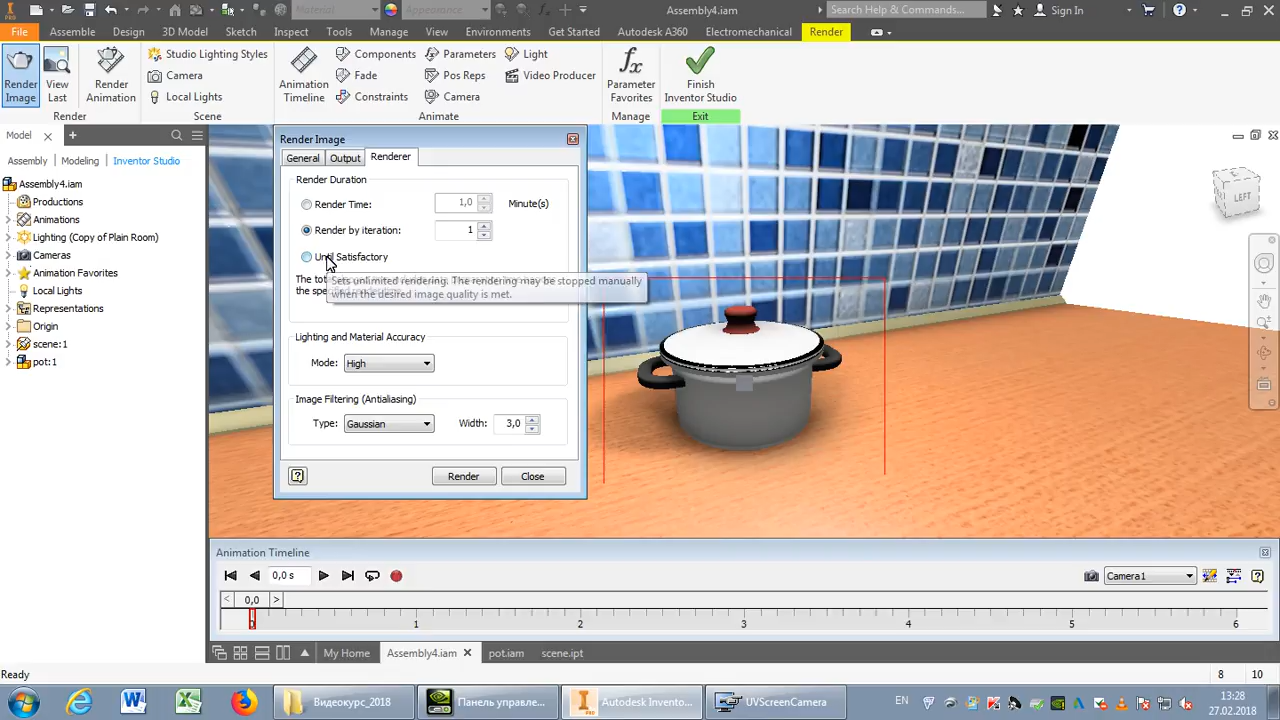 Material
Appearance
Assembly4.iam
Search Help & Commands...
Sign In
File
Assemble
Design
3D Model
Sketch
Inspect
Tools
Manage
View
Environments
Get Started
Autodesk A360
Electromechanical
Render
Render Image
View Last
Render Animation
Studio Lighting Styles
Camera
Local Lights
Animation Timeline
Components
Fade
Constraints
Parameters
Pos Reps
Camera
Light
Video Producer
Parameter Favorites
Finish Inventor Studio
Render
Scene
Animate
Manage
Exit
Model
Assembly
Modeling
Inventor Studio
Assembly4.iam
Productions
Animations
Lighting (Copy of Plain Room)
Cameras
Animation Favorites
Local Lights
Representations
Origin
scene:1
pot:1
Render Image
General
Output
Renderer
Render Duration
Render Time:
1,0
Minute(s)
Render by iteration:
1
Until Satisfactory
The tot
the spe
Sets unlimited rendering. The rendering may be stopped manually
when the desired image quality is met.
Lighting and Material Accuracy
Mode:
High
Image Filtering (Antialiasing)
Type:
Gaussian
Width:
3,0
Render
Close
LEFT
Animation Timeline
0,0 s
Camera1
0,0
0 1 2 3 4 5 6
My Home
Assembly4.iam
pot.iam
scene.ipt
Ready
8
10
Видеокурс_2018
Панель управле...
Autodesk Invento...
UVScreenCamera
EN
13:28
27.02.2018